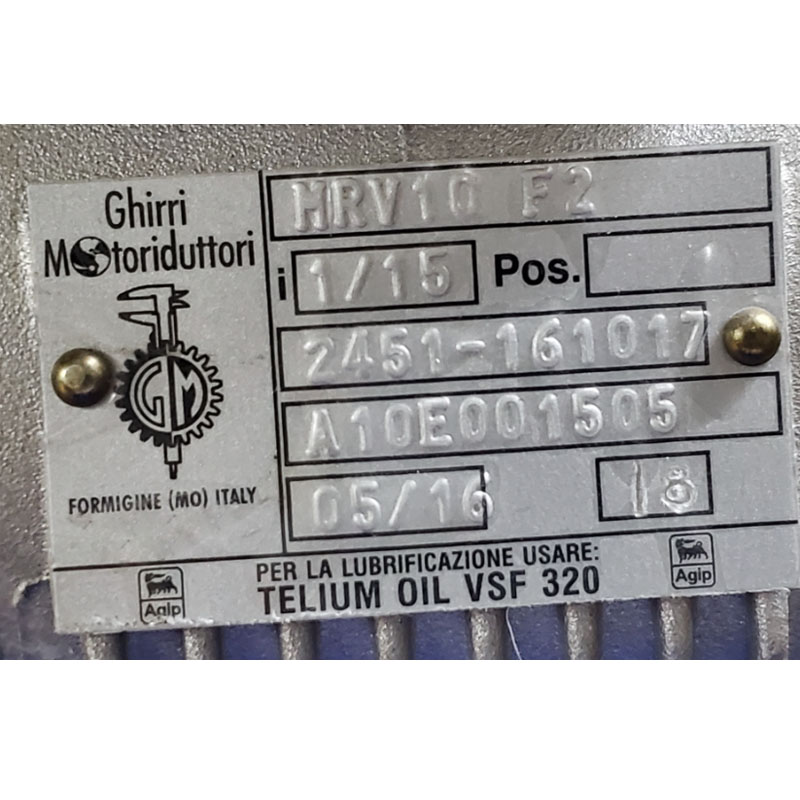 Ghirri
Motoriduttori
GM
FORMIGINE (MO) ITALY
MRV10 F2
i 1/15 Pos.
2451-161017
A10E001505
05/16 18
PER LA LUBRIFICAZIONE USARE:
TELIUM OIL VSF 320
Agip
Agip